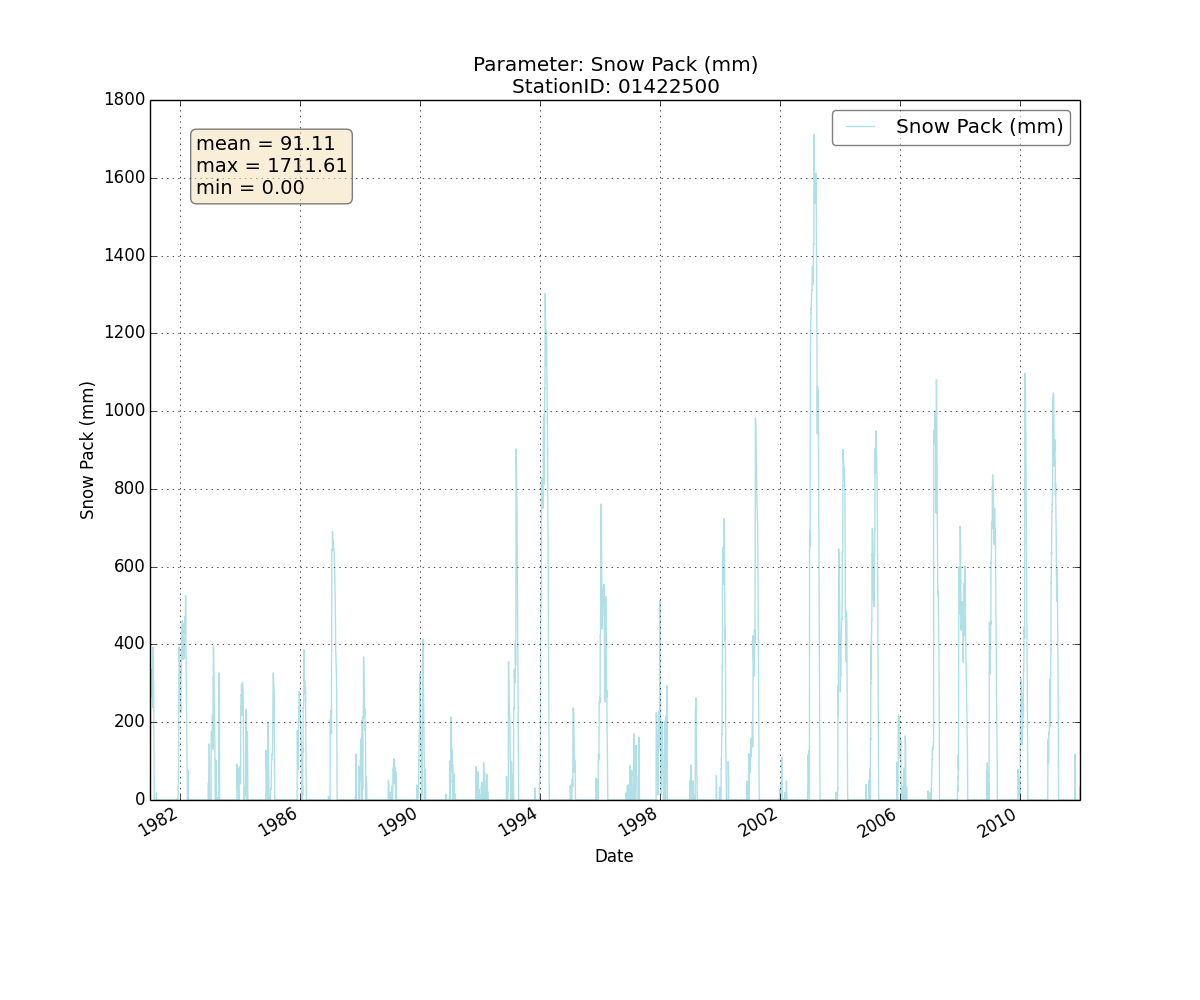 Parameter: Snow Pack (mm)
StationID: 01422500
1800
1600
1400
1200
1000
800
600
400
200
0
Snow Pack (mm)
mean = 91.11
max = 1711.61
min = 0.00
Snow Pack (mm)
1982
1986
1990
1994
1998
2002
2006
2010
Date